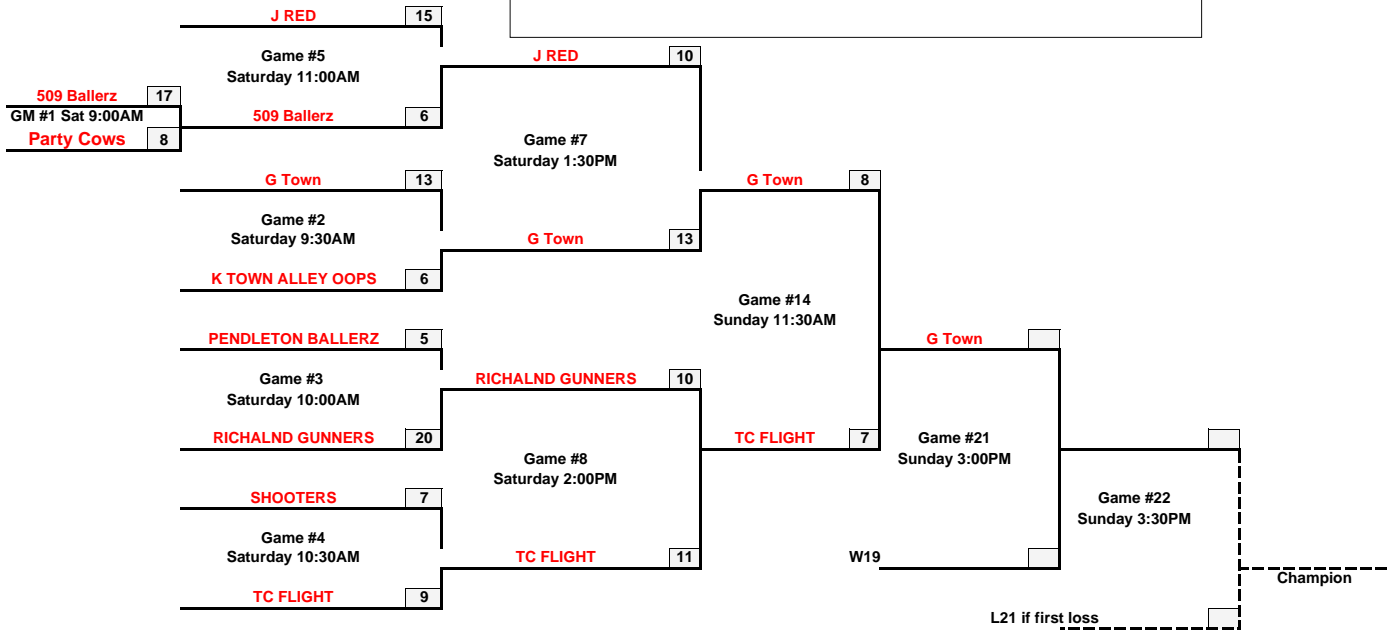 J RED 15
Game #5
Saturday 11:00AM
J RED 10
509 Ballerz 17
GM #1 Sat 9:00AM
Party Cows 8
509 Ballerz 6
Game #7
Saturday 1:30PM
G Town 13
G Town 8
Game #2
Saturday 9:30AM
G Town 13
K TOWN ALLEY OOPS 6
Game #14
Sunday 11:30AM
PENDLETON BALLERZ 5
G Town
Game #3
Saturday 10:00AM
RICHALND GUNNERS 10
RICHALND GUNNERS 20
TC FLIGHT 7
Game #21
Sunday 3:00PM
Game #8
Saturday 2:00PM
SHOOTERS 7
Game #22
Sunday 3:30PM
Game #4
Saturday 10:30AM
TC FLIGHT 11
W19
Champion
TC FLIGHT 9
L21 if first loss